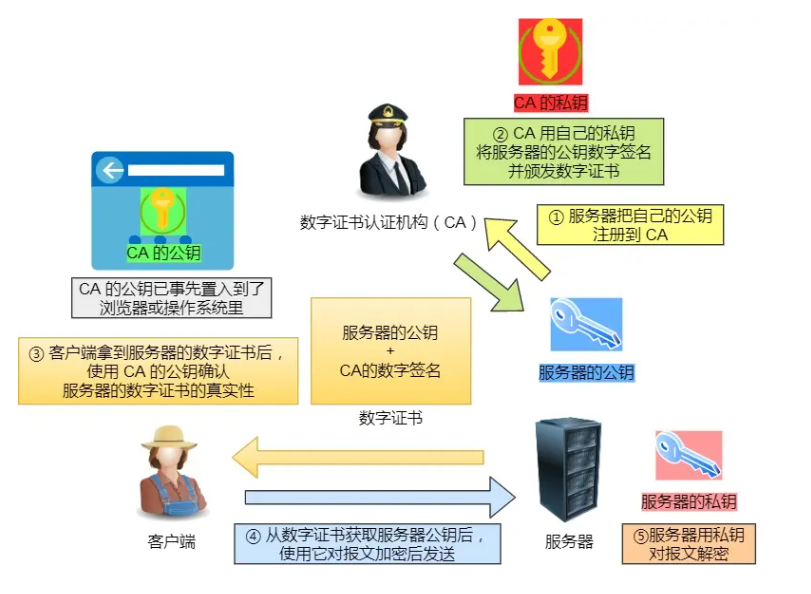 CA 的私钥
② CA 用自己的私钥
将服务器的公钥数字签名
并颁发数字证书
数字证书认证机构（CA）
① 服务器把自己的公钥
注册到 CA
CA 的公钥
CA 的公钥已事先置入到了
浏览器或操作系统里
③ 客户端拿到服务器的数字证书后，
使用 CA 的公钥确认
服务器的数字证书的真实性
服务器的公钥
+
CA的数字签名
数字证书
服务器的公钥
服务器的私钥
客户端
④ 从数字证书获取服务器公钥后，
使用它对报文加密后发送
服务器
⑤服务器用私钥
对报文解密